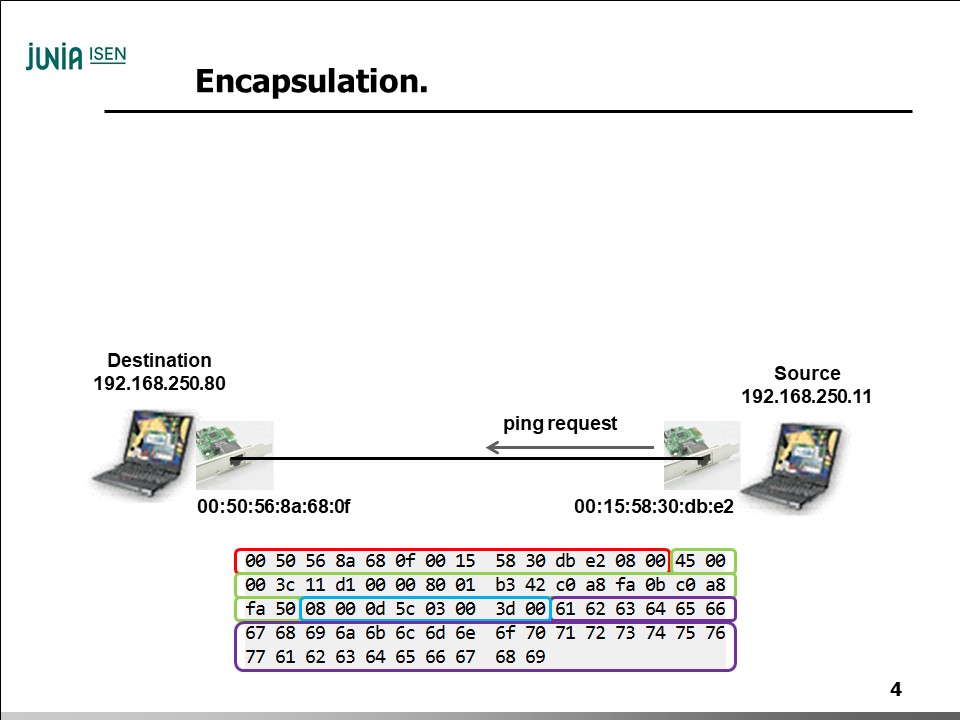 JUNIA ISEN
Encapsulation.
Destination
192.168.250.80
Source
192.168.250.11
ping request
00:50:56:8a:68:0f
00:15:58:30:db:e2
00 50 56 8a 68 0f 00 15 58 30 db e2 08 00 45 00
00 3c 11 d1 00 00 80 01 b3 42 c0 a8 fa 0b c0 a8
fa 50 08 00 0d 5c 03 00 3d 00 61 62 63 64 65 66
67 68 69 6a 6b 6c 6d 6e 6f 70 71 72 73 74 75 76
77 61 62 63 64 65 66 67 68 69
4